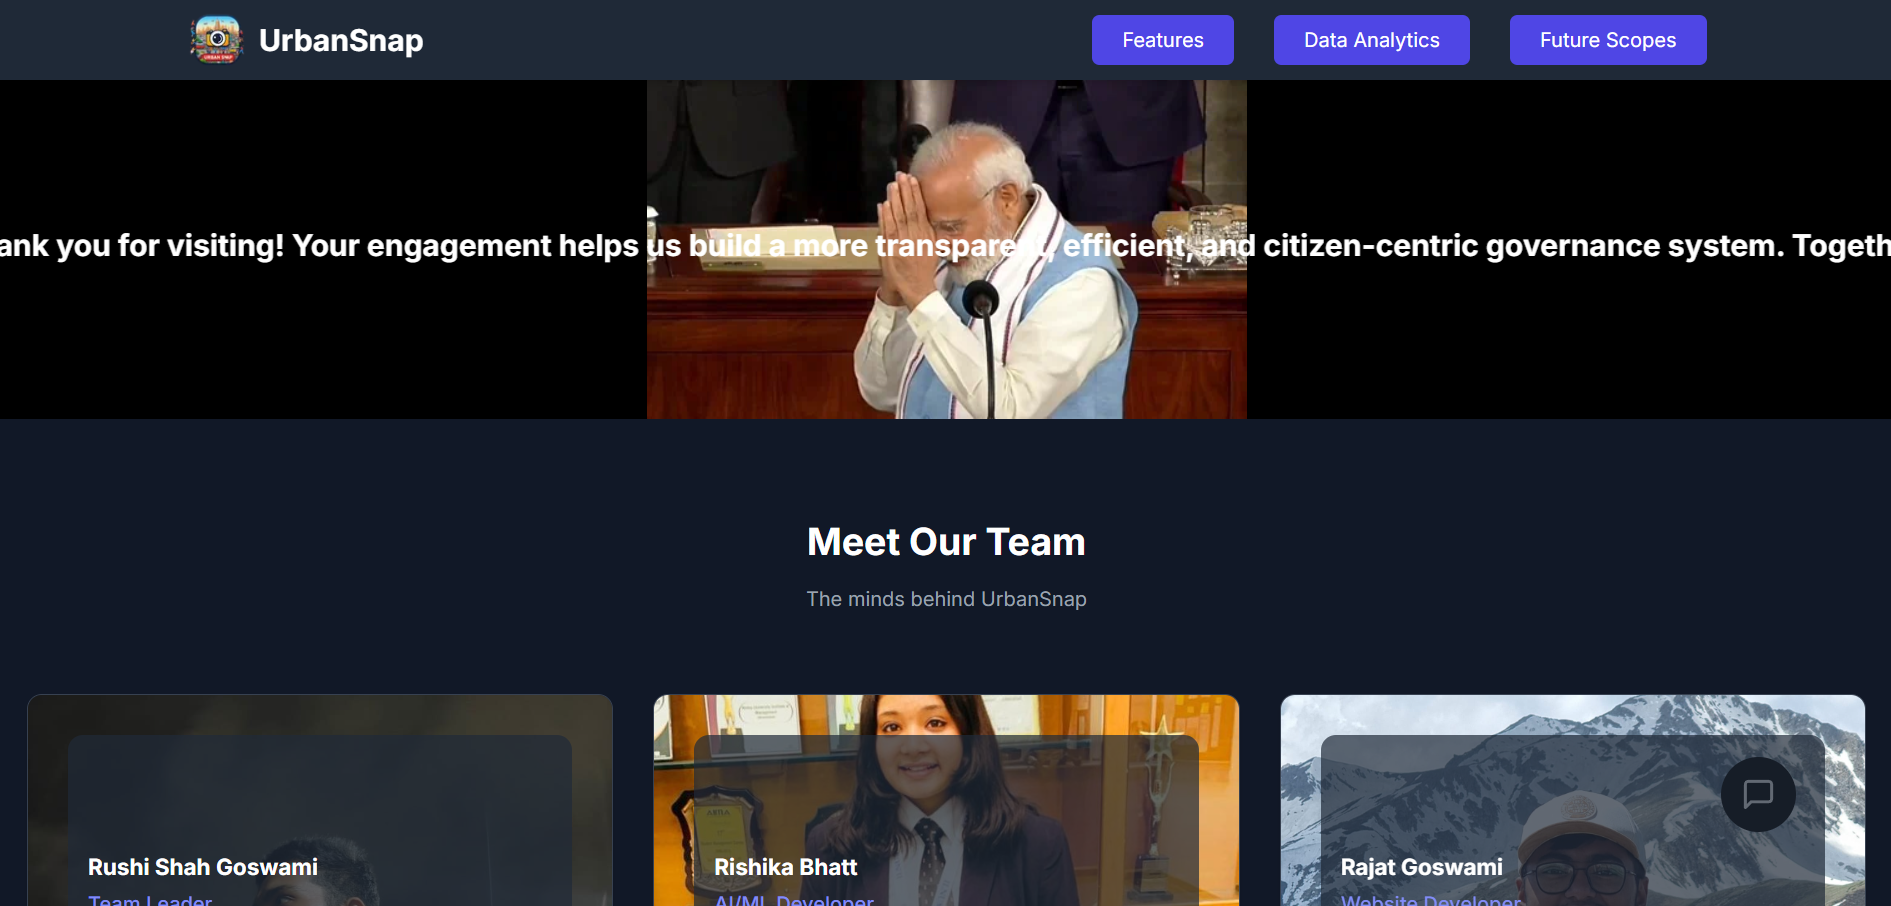 UrbanSnap
Features
Data Analytics
Future Scopes
ank you for visiting! Your engagement helps us build a more transparent, efficient, and citizen-centric governance system. Togeth
Meet Our Team
The minds behind UrbanSnap
Rushi Shah Goswami
Team Leader
Rishika Bhatt
AI/ML Developer
Rajat Goswami
Website Developer